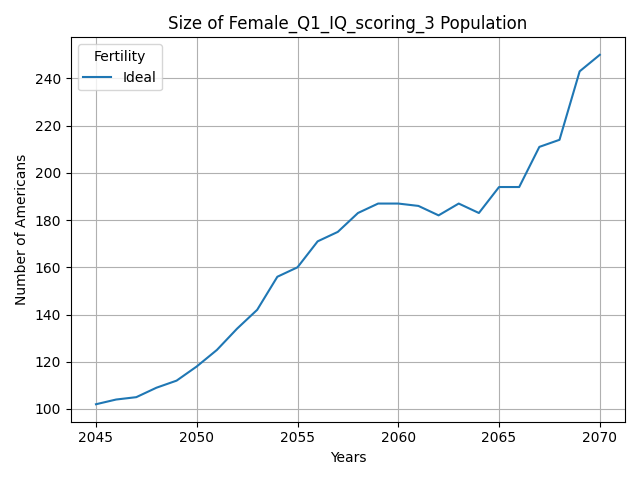 Size of Female_Q1_IQ_scoring_3 Population
Fertility
Ideal
Number of Americans
240
220
200
180
160
140
120
100
2045 2050 2055 2060 2065 2070
Years